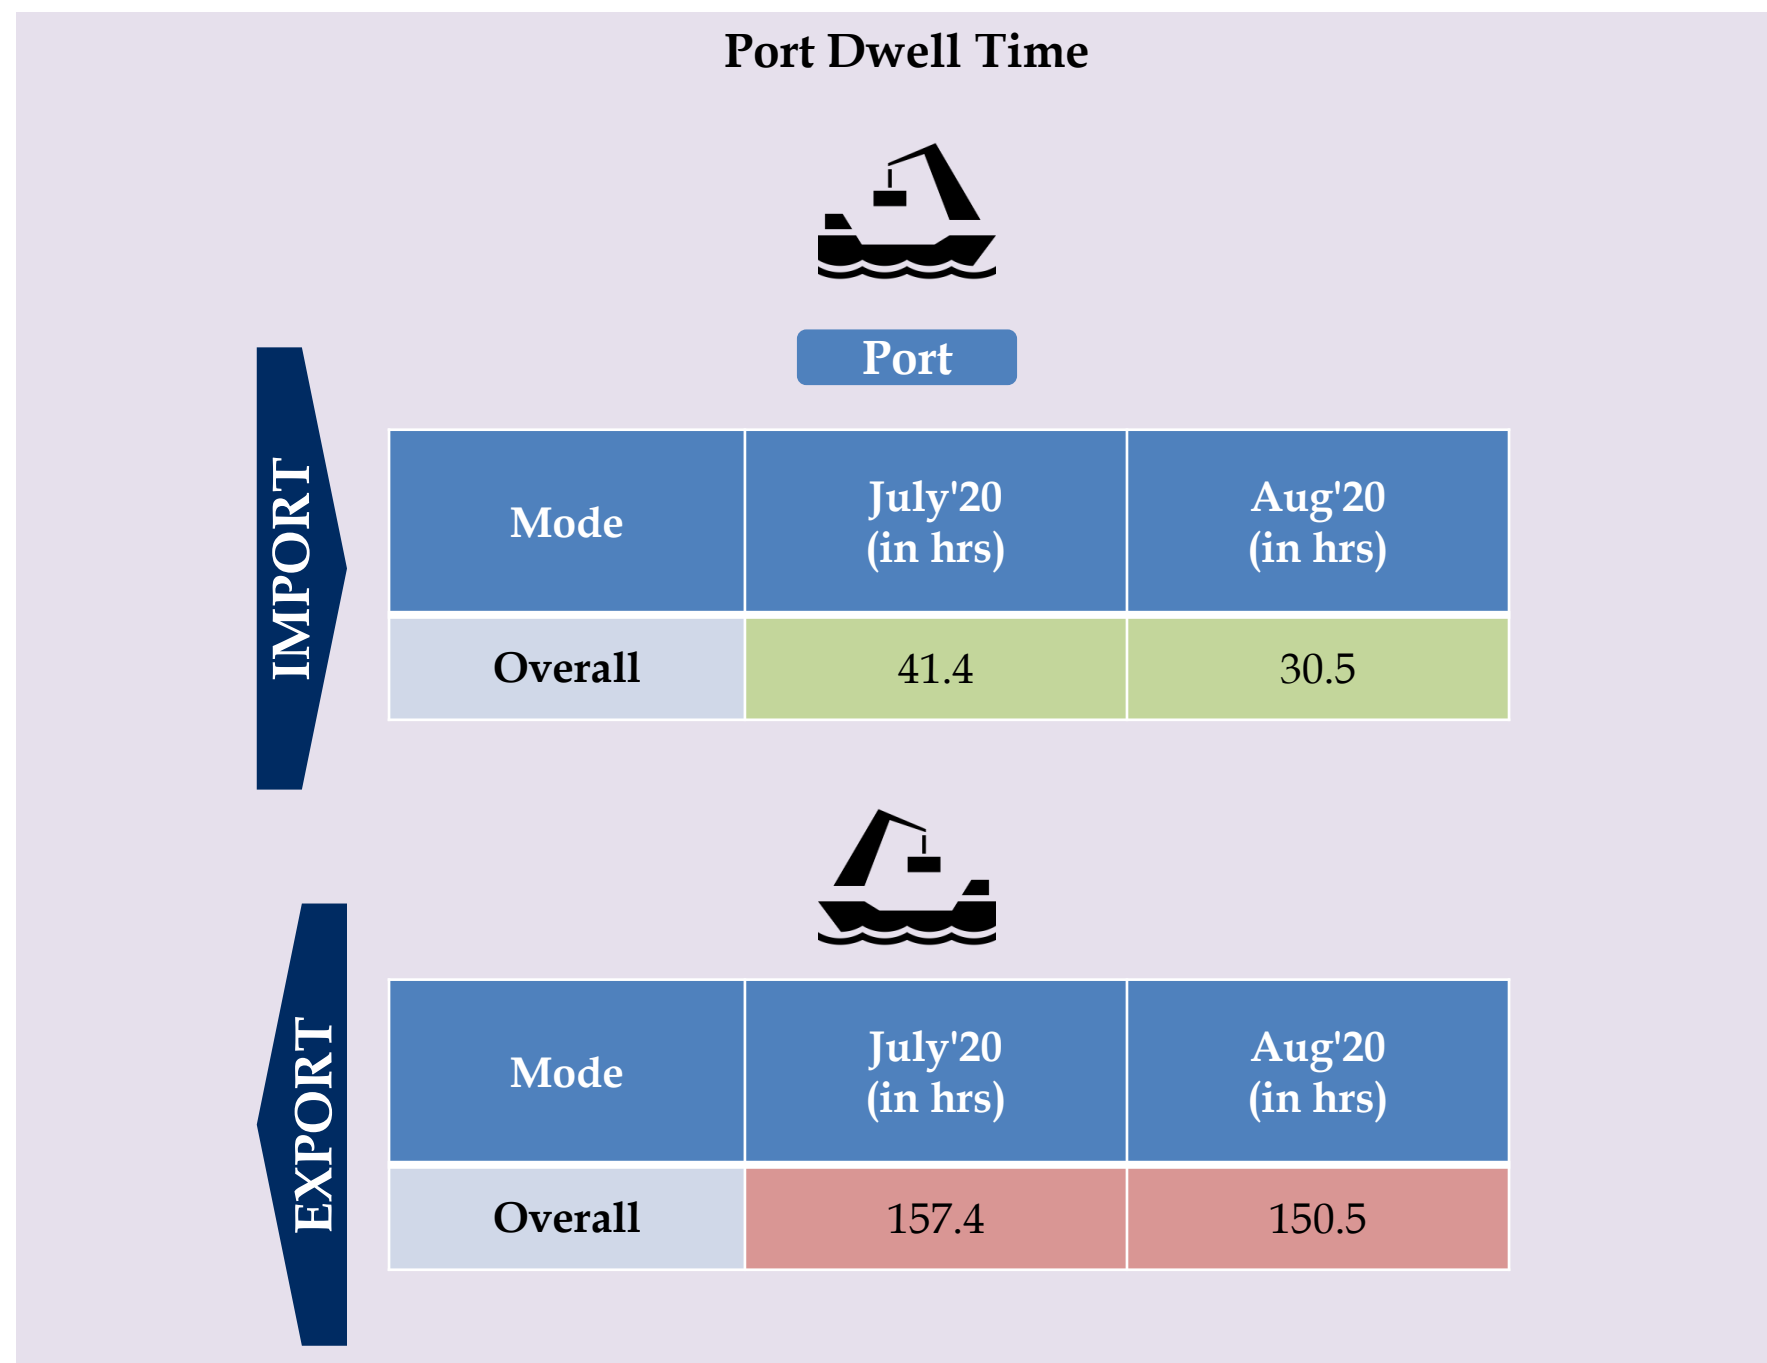 Port Dwell Time
Port
IMPORT
Mode
July'20
(in hrs)
Aug'20
(in hrs)
Overall
41.4
30.5
EXPORT
Mode
July'20
(in hrs)
Aug'20
(in hrs)
Overall
157.4
150.5